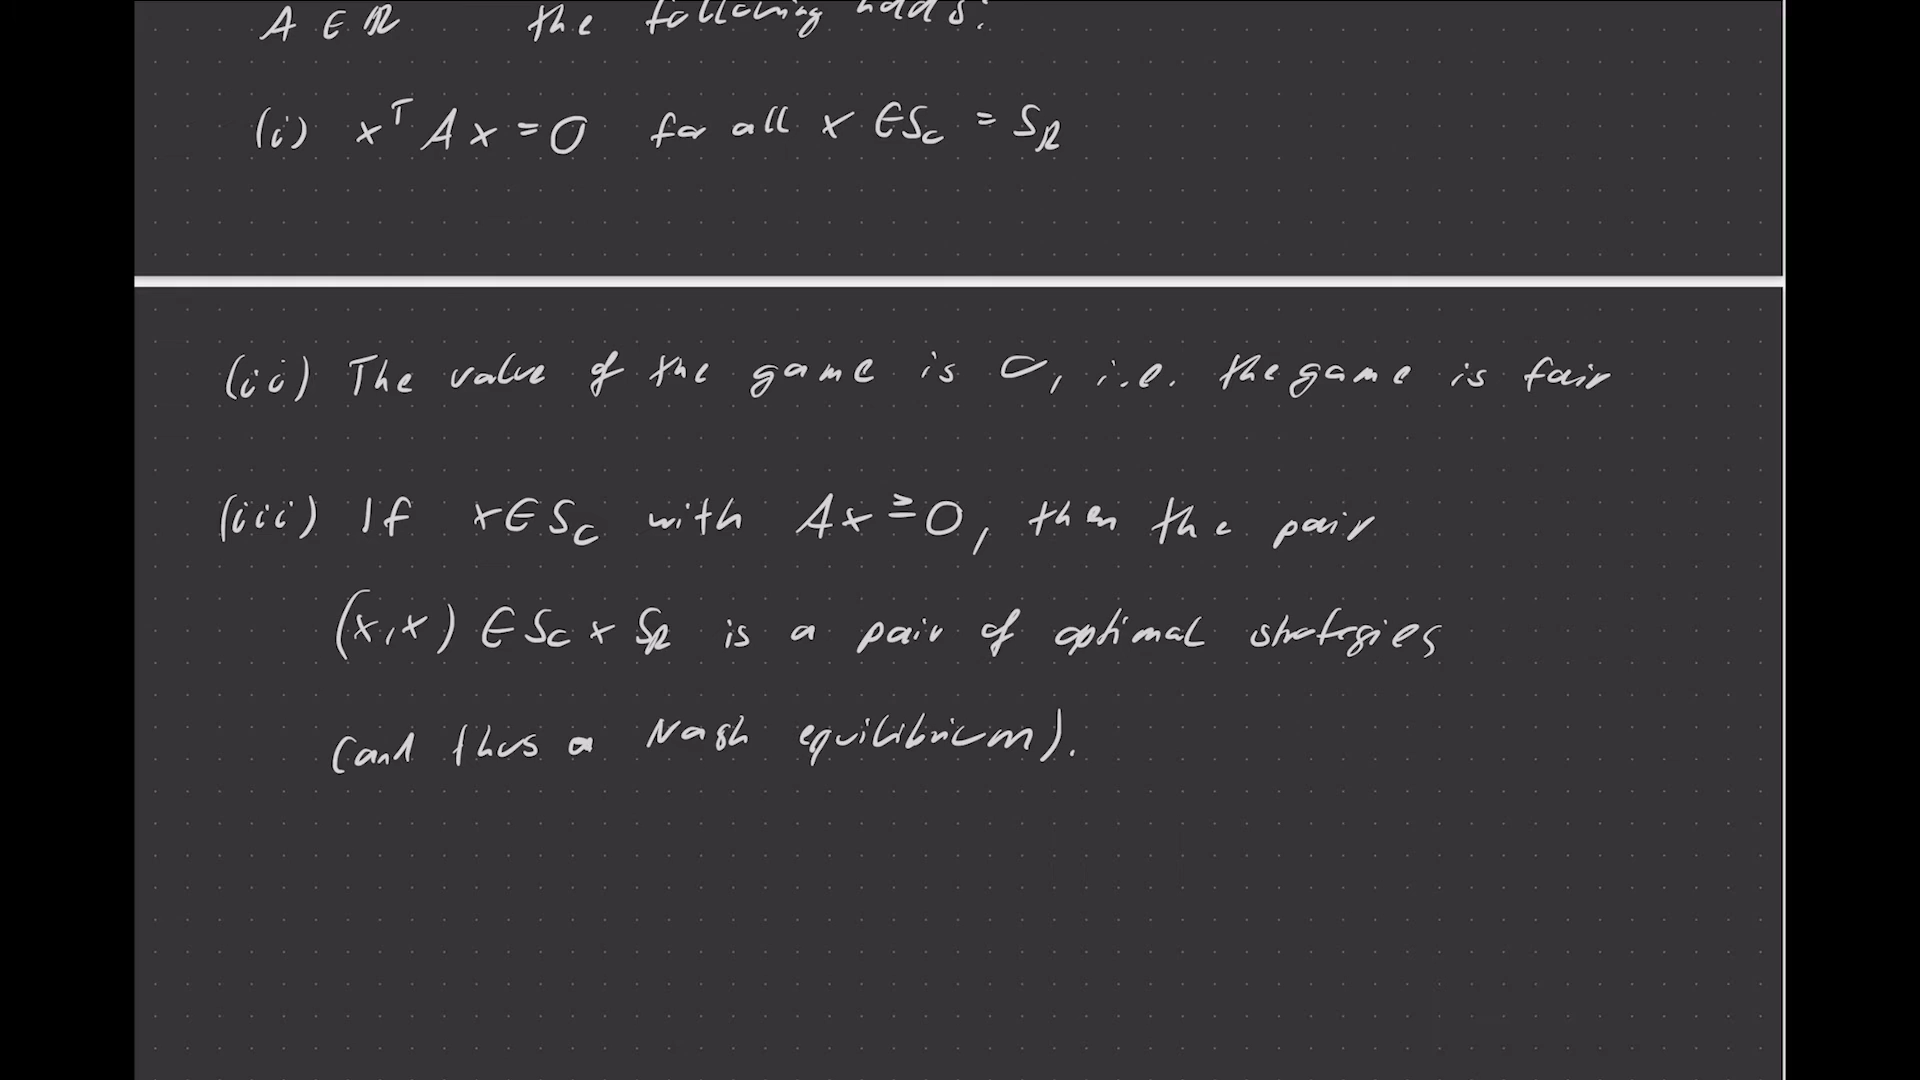 A ∈ ℝ the following holds:
(i) xᵀ A x = 0 for all x ∈ S_C = S_R
(ii) The value of the game is 0, i.e. the game is fair
(iii) If x ∈ S_C with Ax ≥ 0, then the pair
(x,x) ∈ S_C × S_R is a pair of optimal strategies
(and thus a Nash equilibrium).